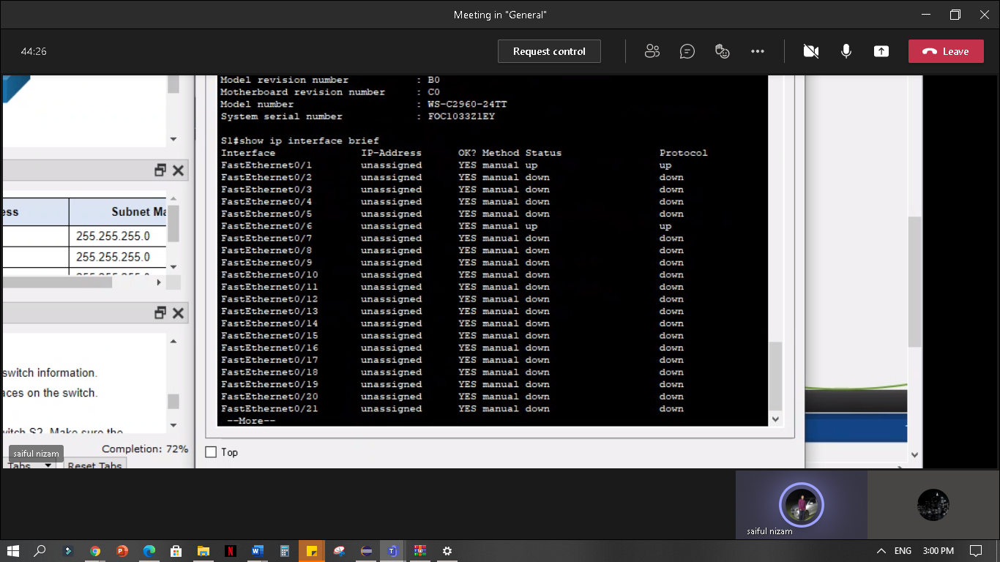 Meeting in "General"
44:26
Request control
Leave
Model revision number : B0
Motherboard revision number : C0
Model number : WS-C2960-24TT
System serial number : FOC1033Z1EY
S1#show ip interface brief
Interface IP-Address OK? Method Status Protocol
FastEthernet0/1 unassigned YES manual up up
FastEthernet0/2 unassigned YES manual down down
FastEthernet0/3 unassigned YES manual down down
FastEthernet0/4 unassigned YES manual down down
FastEthernet0/5 unassigned YES manual down down
FastEthernet0/6 unassigned YES manual up up
FastEthernet0/7 unassigned YES manual down down
FastEthernet0/8 unassigned YES manual down down
FastEthernet0/9 unassigned YES manual down down
FastEthernet0/10 unassigned YES manual down down
FastEthernet0/11 unassigned YES manual down down
FastEthernet0/12 unassigned YES manual down down
FastEthernet0/13 unassigned YES manual down down
FastEthernet0/14 unassigned YES manual down down
FastEthernet0/15 unassigned YES manual down down
FastEthernet0/16 unassigned YES manual down down
FastEthernet0/17 unassigned YES manual down down
FastEthernet0/18 unassigned YES manual down down
FastEthernet0/19 unassigned YES manual down down
FastEthernet0/20 unassigned YES manual down down
FastEthernet0/21 unassigned YES manual down down
--More--
Top
ess Subnet Ma
255.255.255.0
255.255.255.0
255.255.255.0
switch information.
aces on the switch.
witch S2. Make sure the
Completion: 72%
saiful nizam
Tabs Reset Tabs
saiful nizam
ENG 3:00 PM